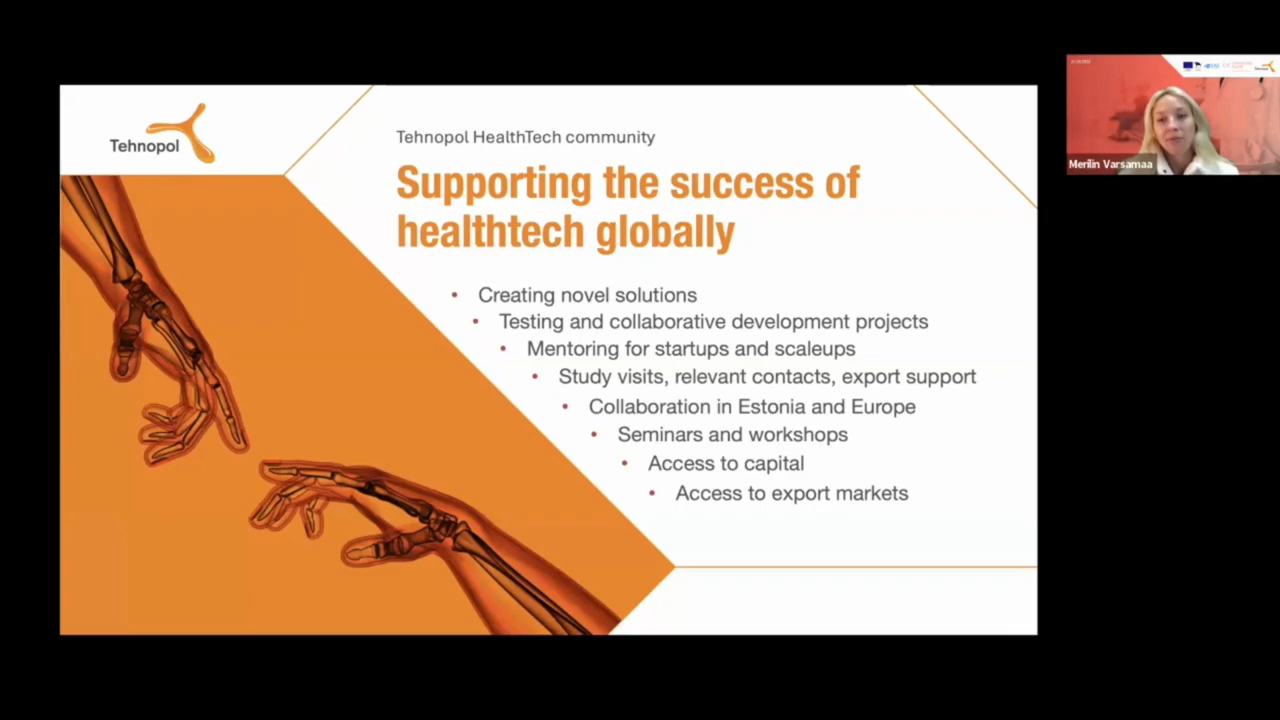 Tehnopol
Tehnopol HealthTech community
Supporting the success of
healthtech globally
• Creating novel solutions
• Testing and collaborative development projects
• Mentoring for startups and scaleups
• Study visits, relevant contacts, export support
• Collaboration in Estonia and Europe
• Seminars and workshops
• Access to capital
• Access to export markets
Merilin Varsamaa